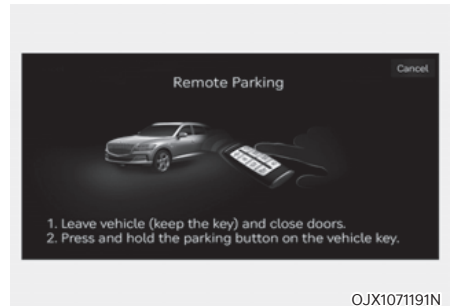 Cancel
Remote Parking
1. Leave vehicle (keep the key) and close doors.
2. Press and hold the parking button on the vehicle key.
OJX1071191N